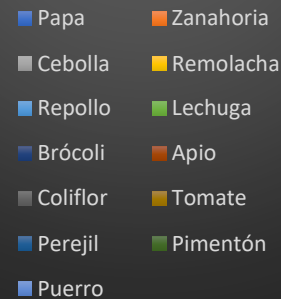 Papa Zanahoria
Cebolla Remolacha
Repollo Lechuga
Brócoli Apio
Coliflor Tomate
Perejil Pimentón
Puerro